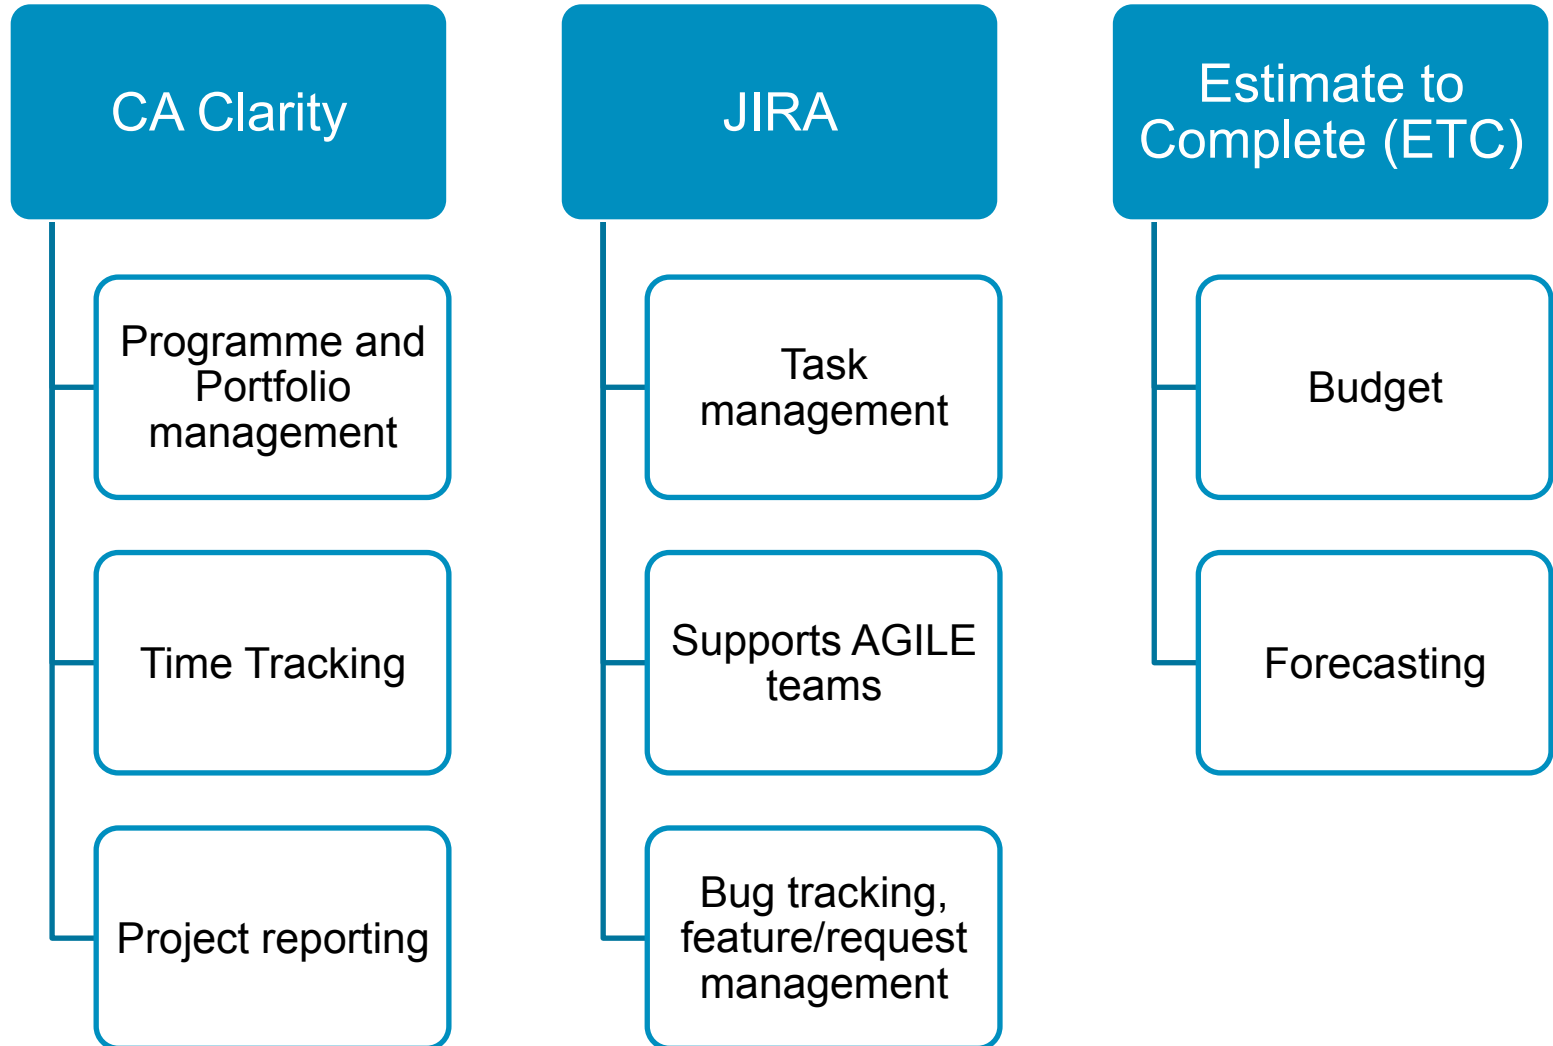 CA Clarity
Programme and
Portfolio
management
Time Tracking
Project reporting
JIRA
Task
management
Supports AGILE
teams
Bug tracking,
feature/request
management
Estimate to
Complete (ETC)
Budget
Forecasting